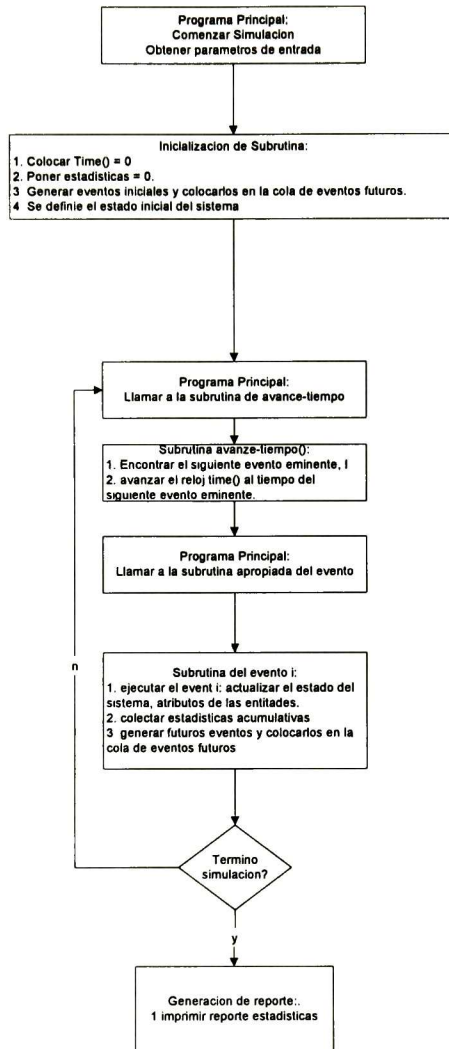 Programa Principal:
Comenzar Simulacion
Obtener parametros de entrada
Inicializacion de Subrutina:
1. Colocar Time() = 0
2. Poner estadisticas = 0.
3 Generar eventos iniciales y colocarlos en la cola de eventos futuros.
4 Se definie el estado inicial del sistema
Programa Principal:
Llamar a la subrutina de avance-tiempo
Subrutina avanze-tiempo():
1. Encontrar el siguiente evento eminente, I
2. avanzar el reloj time() al tiempo del
siguiente evento eminente.
Programa Principal:
Llamar a la subrutina apropiada del evento
n
Subrutina del evento i:
1. ejecutar el event i: actualizar el estado del
sistema, atributos de las entitades.
2. colectar estadisticas acumulativas
3 generar futuros eventos y colocarlos en la
cola de eventos futuros
Termino
simulacion?
y
Generacion de reporte:.
1 imprimir reporte estadisticas